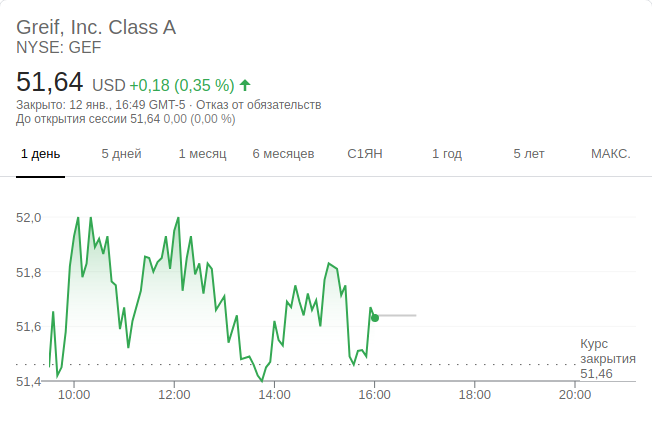 Greif, Inc. Class A
NYSE: GEF
51,64 USD +0,18 (0,35 %)
Закрыто: 12 янв., 16:49 GMT-5 · Отказ от обязательств
До открытия сессии 51,64 0,00 (0,00 %)
1 день 5 дней 1 месяц 6 месяцев С1ЯН 1 год 5 лет МАКС.
52,0
51,8
51,6
Курс
закрытия
51,46
51,4
10:00 12:00 14:00 16:00 18:00 20:00